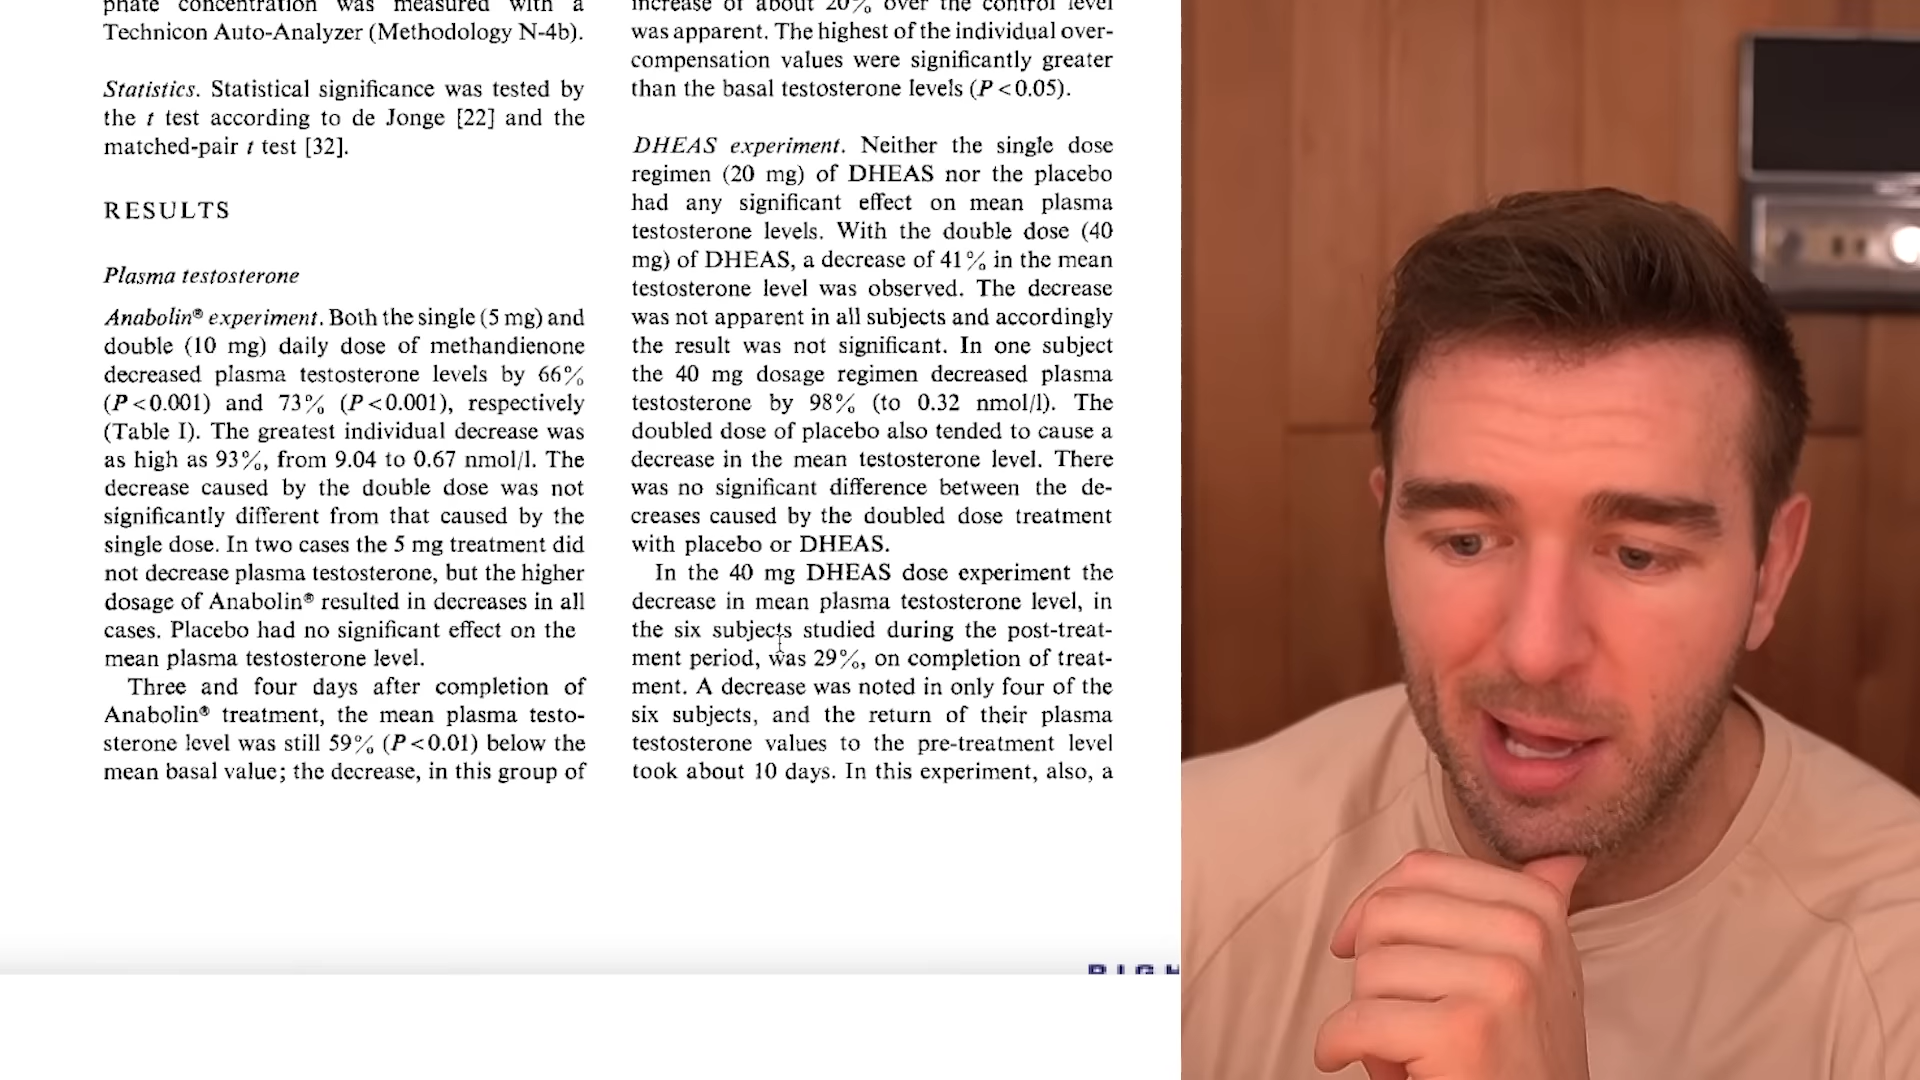 phate concentration was measured with a
Technicon Auto-Analyzer (Methodology N-4b).
Statistics. Statistical significance was tested by
the t test according to de Jonge [22] and the
matched-pair t test [32].
RESULTS
Plasma testosterone
Anabolin® experiment. Both the single (5 mg) and
double (10 mg) daily dose of methandienone
decreased plasma testosterone levels by 66%
(P<0.001) and 73% (P<0.001), respectively
(Table I). The greatest individual decrease was
as high as 93%, from 9.04 to 0.67 nmol/l. The
decrease caused by the double dose was not
significantly different from that caused by the
single dose. In two cases the 5 mg treatment did
not decrease plasma testosterone, but the higher
dosage of Anabolin® resulted in decreases in all
cases. Placebo had no significant effect on the
mean plasma testosterone level.
Three and four days after completion of
Anabolin® treatment, the mean plasma testo-
sterone level was still 59% (P<0.01) below the
mean basal value; the decrease, in this group of
increase of about 20% over the control level
was apparent. The highest of the individual over-
compensation values were significantly greater
than the basal testosterone levels (P<0.05).
DHEAS experiment. Neither the single dose
regimen (20 mg) of DHEAS nor the placebo
had any significant effect on mean plasma
testosterone levels. With the double dose (40
mg) of DHEAS, a decrease of 41% in the mean
testosterone level was observed. The decrease
was not apparent in all subjects and accordingly
the result was not significant. In one subject
the 40 mg dosage regimen decreased plasma
testosterone by 98% (to 0.32 nmol/l). The
doubled dose of placebo also tended to cause a
decrease in the mean testosterone level. There
was no significant difference between the de-
creases caused by the doubled dose treatment
with placebo or DHEAS.
In the 40 mg DHEAS dose experiment the
decrease in mean plasma testosterone level, in
the six subjects studied during the post-treat-
ment period, was 29%, on completion of treat-
ment. A decrease was noted in only four of the
six subjects, and the return of their plasma
testosterone values to the pre-treatment level
took about 10 days. In this experiment, also, a